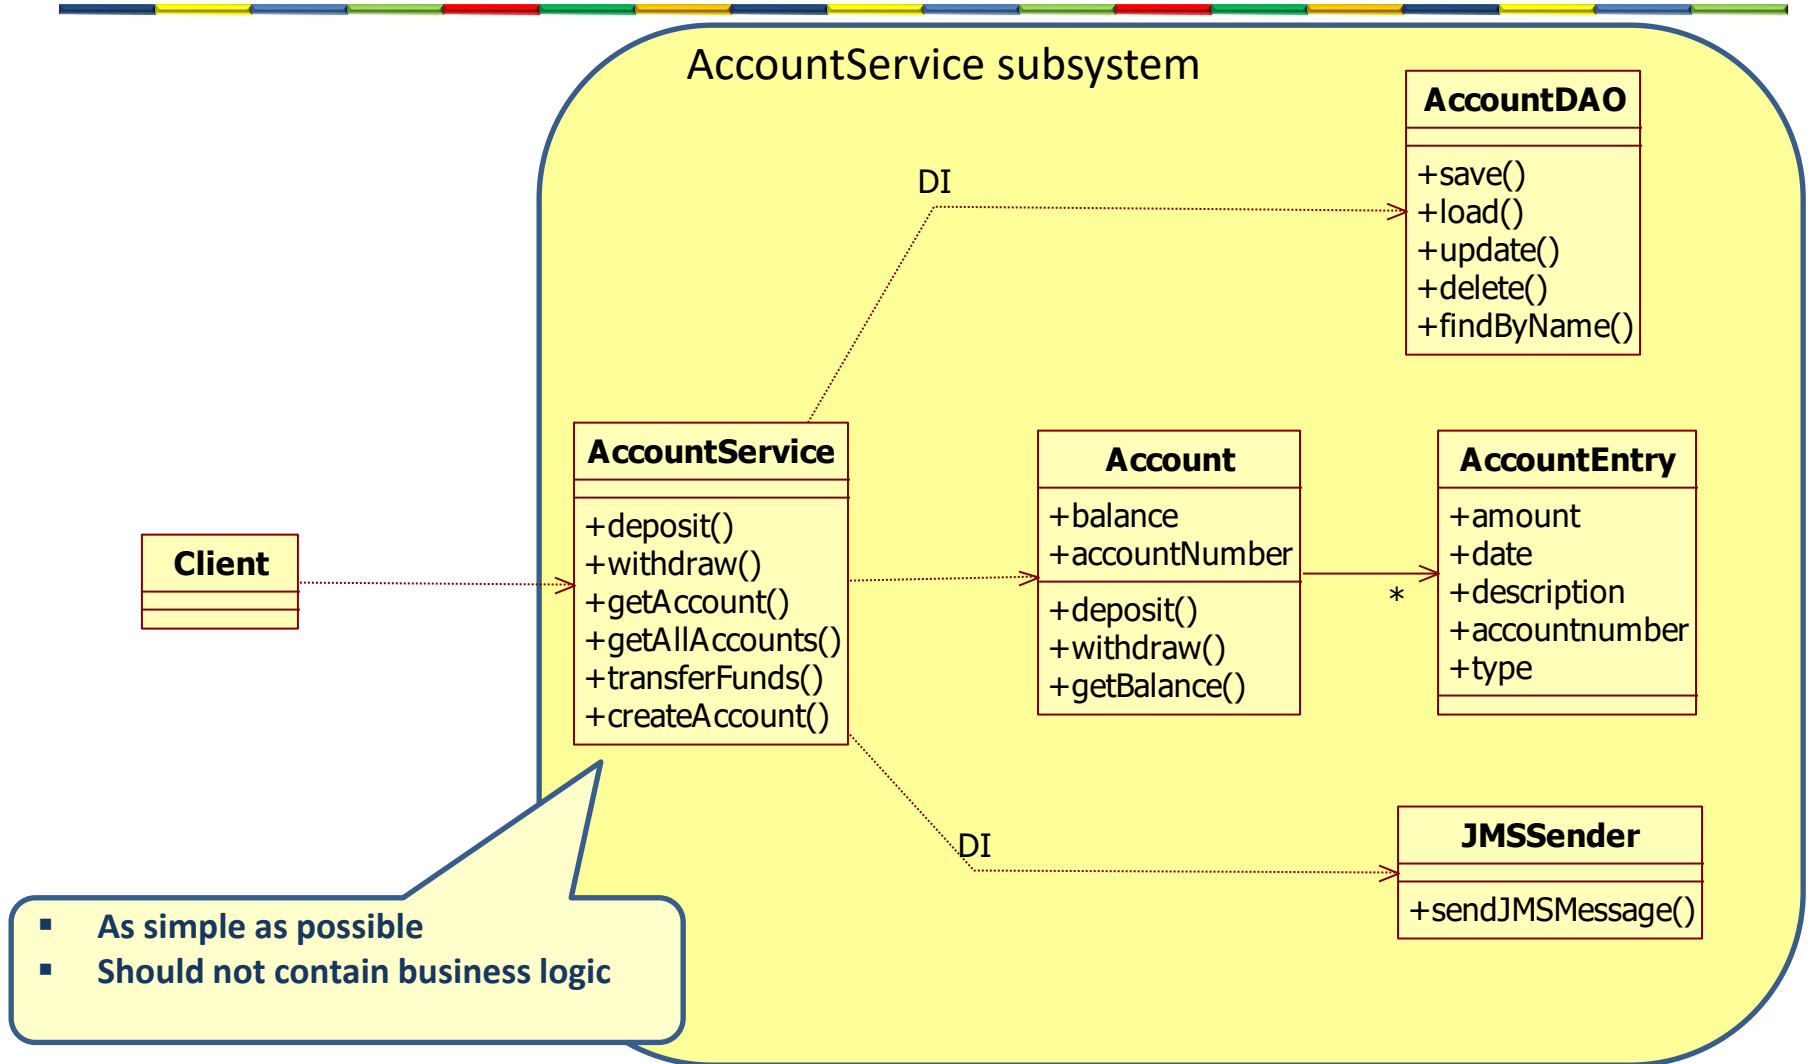 AccountService subsystem
AccountDAO
+save()
+load()
+update()
+delete()
+findByName()
DI
AccountService
+deposit()
+withdraw()
+getAccount()
+getAllAccounts()
+transferFunds()
+createAccount()
Account
+balance
+accountNumber
+deposit()
+withdraw()
+getBalance()
*
AccountEntry
+amount
+date
+description
+accountnumber
+type
Client
DI
JMSSender
+sendJMSMessage()
▪ As simple as possible
▪ Should not contain business logic